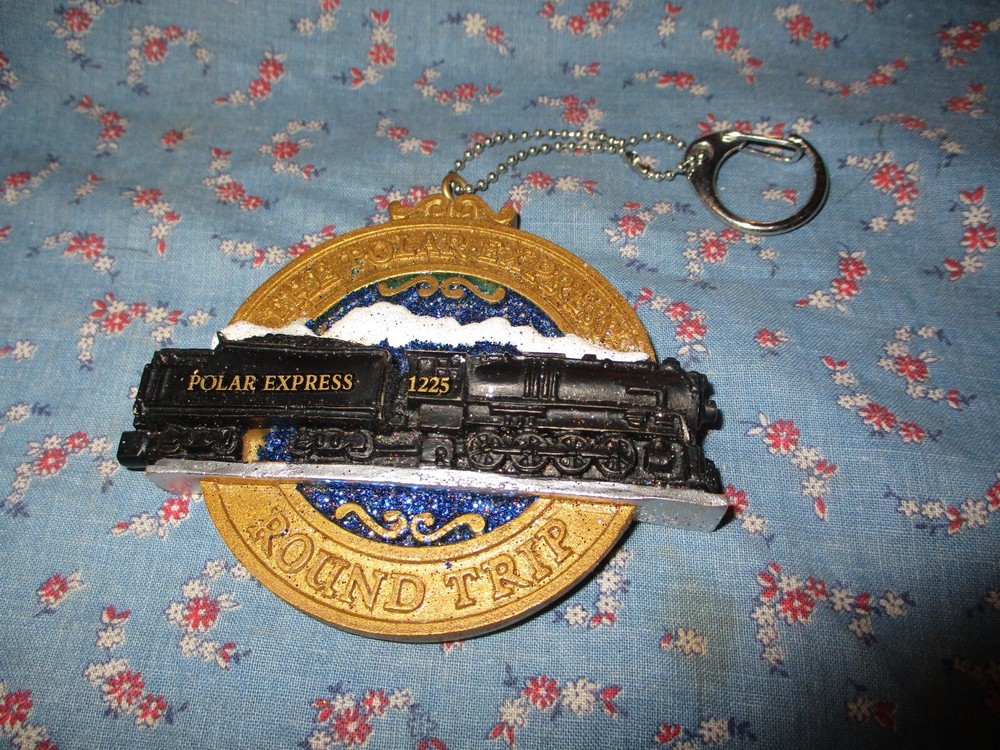 THE POLAR EXPRESS
POLAR EXPRESS 1225
ROUND TRIP